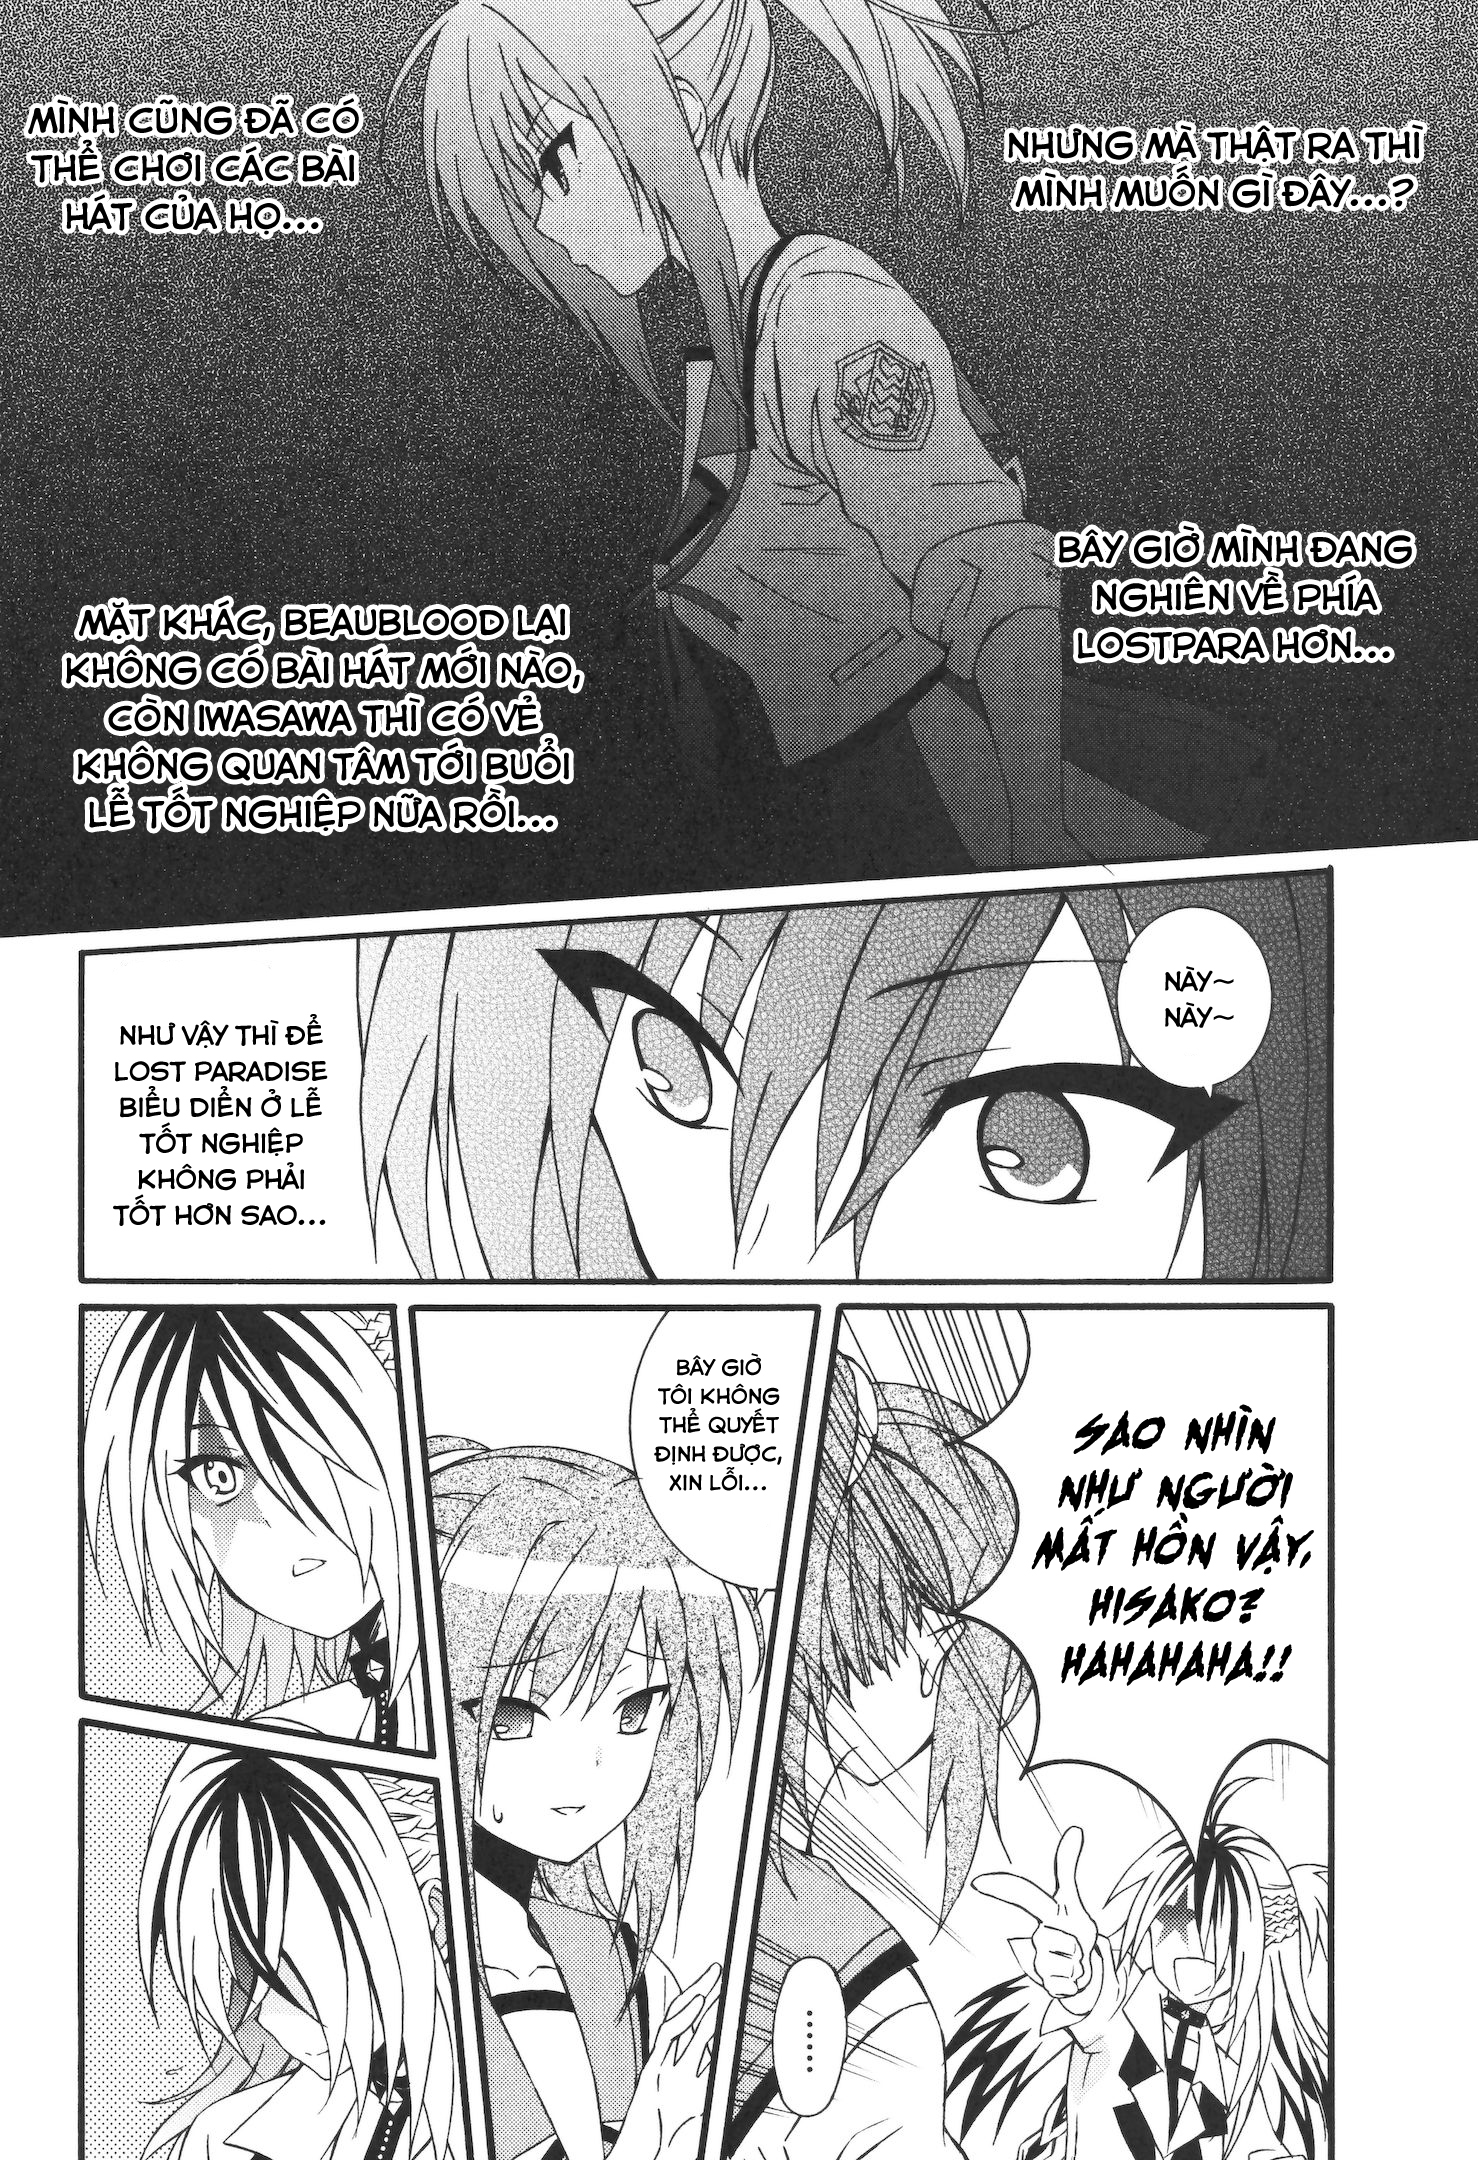 NHƯNG MÀ THẬT RA THÌ
MÌNH MUỐN GÌ ĐÂY...?
MÌNH CŨNG ĐÃ CÓ
THỂ CHƠI CÁC BÀI
HÁT CỦA HỌ...
BÂY GIỜ MÌNH ĐANG
NGHIÊN VỀ PHÍA
LOSTPARA HƠN...
MẶT KHÁC, BEAUBLOOD LẠI
KHÔNG CÓ BÀI HÁT MỚI NÀO,
CÒN IWASAWA THÌ CÓ VẺ
KHÔNG QUAN TÂM TỚI BUỔI
LỄ TỐT NGHIỆP NỮA RỒI...
NÀY~
NÀY~
NHƯ VẬY THÌ ĐỂ
LOST PARADISE
BIỂU DIỂN Ở LỄ
TỐT NGHIỆP
KHÔNG PHẢI
TỐT HƠN SAO...
SAO NHÌN
NHƯ NGƯỜI
MẤT HỒN VẬY,
HISAKO?
HAHAHAHA!!
........
BÂY GIỜ
TÔI KHÔNG
THỂ QUYẾT
ĐỊNH ĐƯỢC,
XIN LỖI...